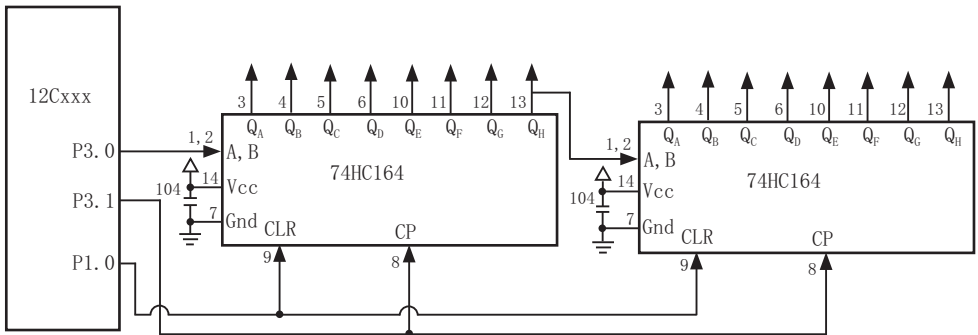 12Cxxx
P3.0
P3.1
P1.0
3 4 5 6 10 11 12 13
QA QB QC QD QE QF QG QH
1,2
A,B
74HC164
14
Vcc
104
7
Gnd
CLR
CP
9
8
3 4 5 6 10 11 12 13
QA QB QC QD QE QF QG QH
1,2
A,B
74HC164
14
Vcc
104
7
Gnd
CLR
CP
9
8